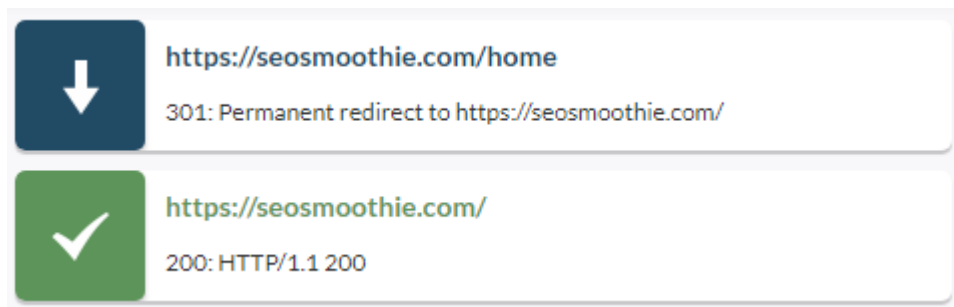 https://seosmoothie.com/home
301: Permanent redirect to https://seosmoothie.com/
https://seosmoothie.com/
200: HTTP/1.1 200